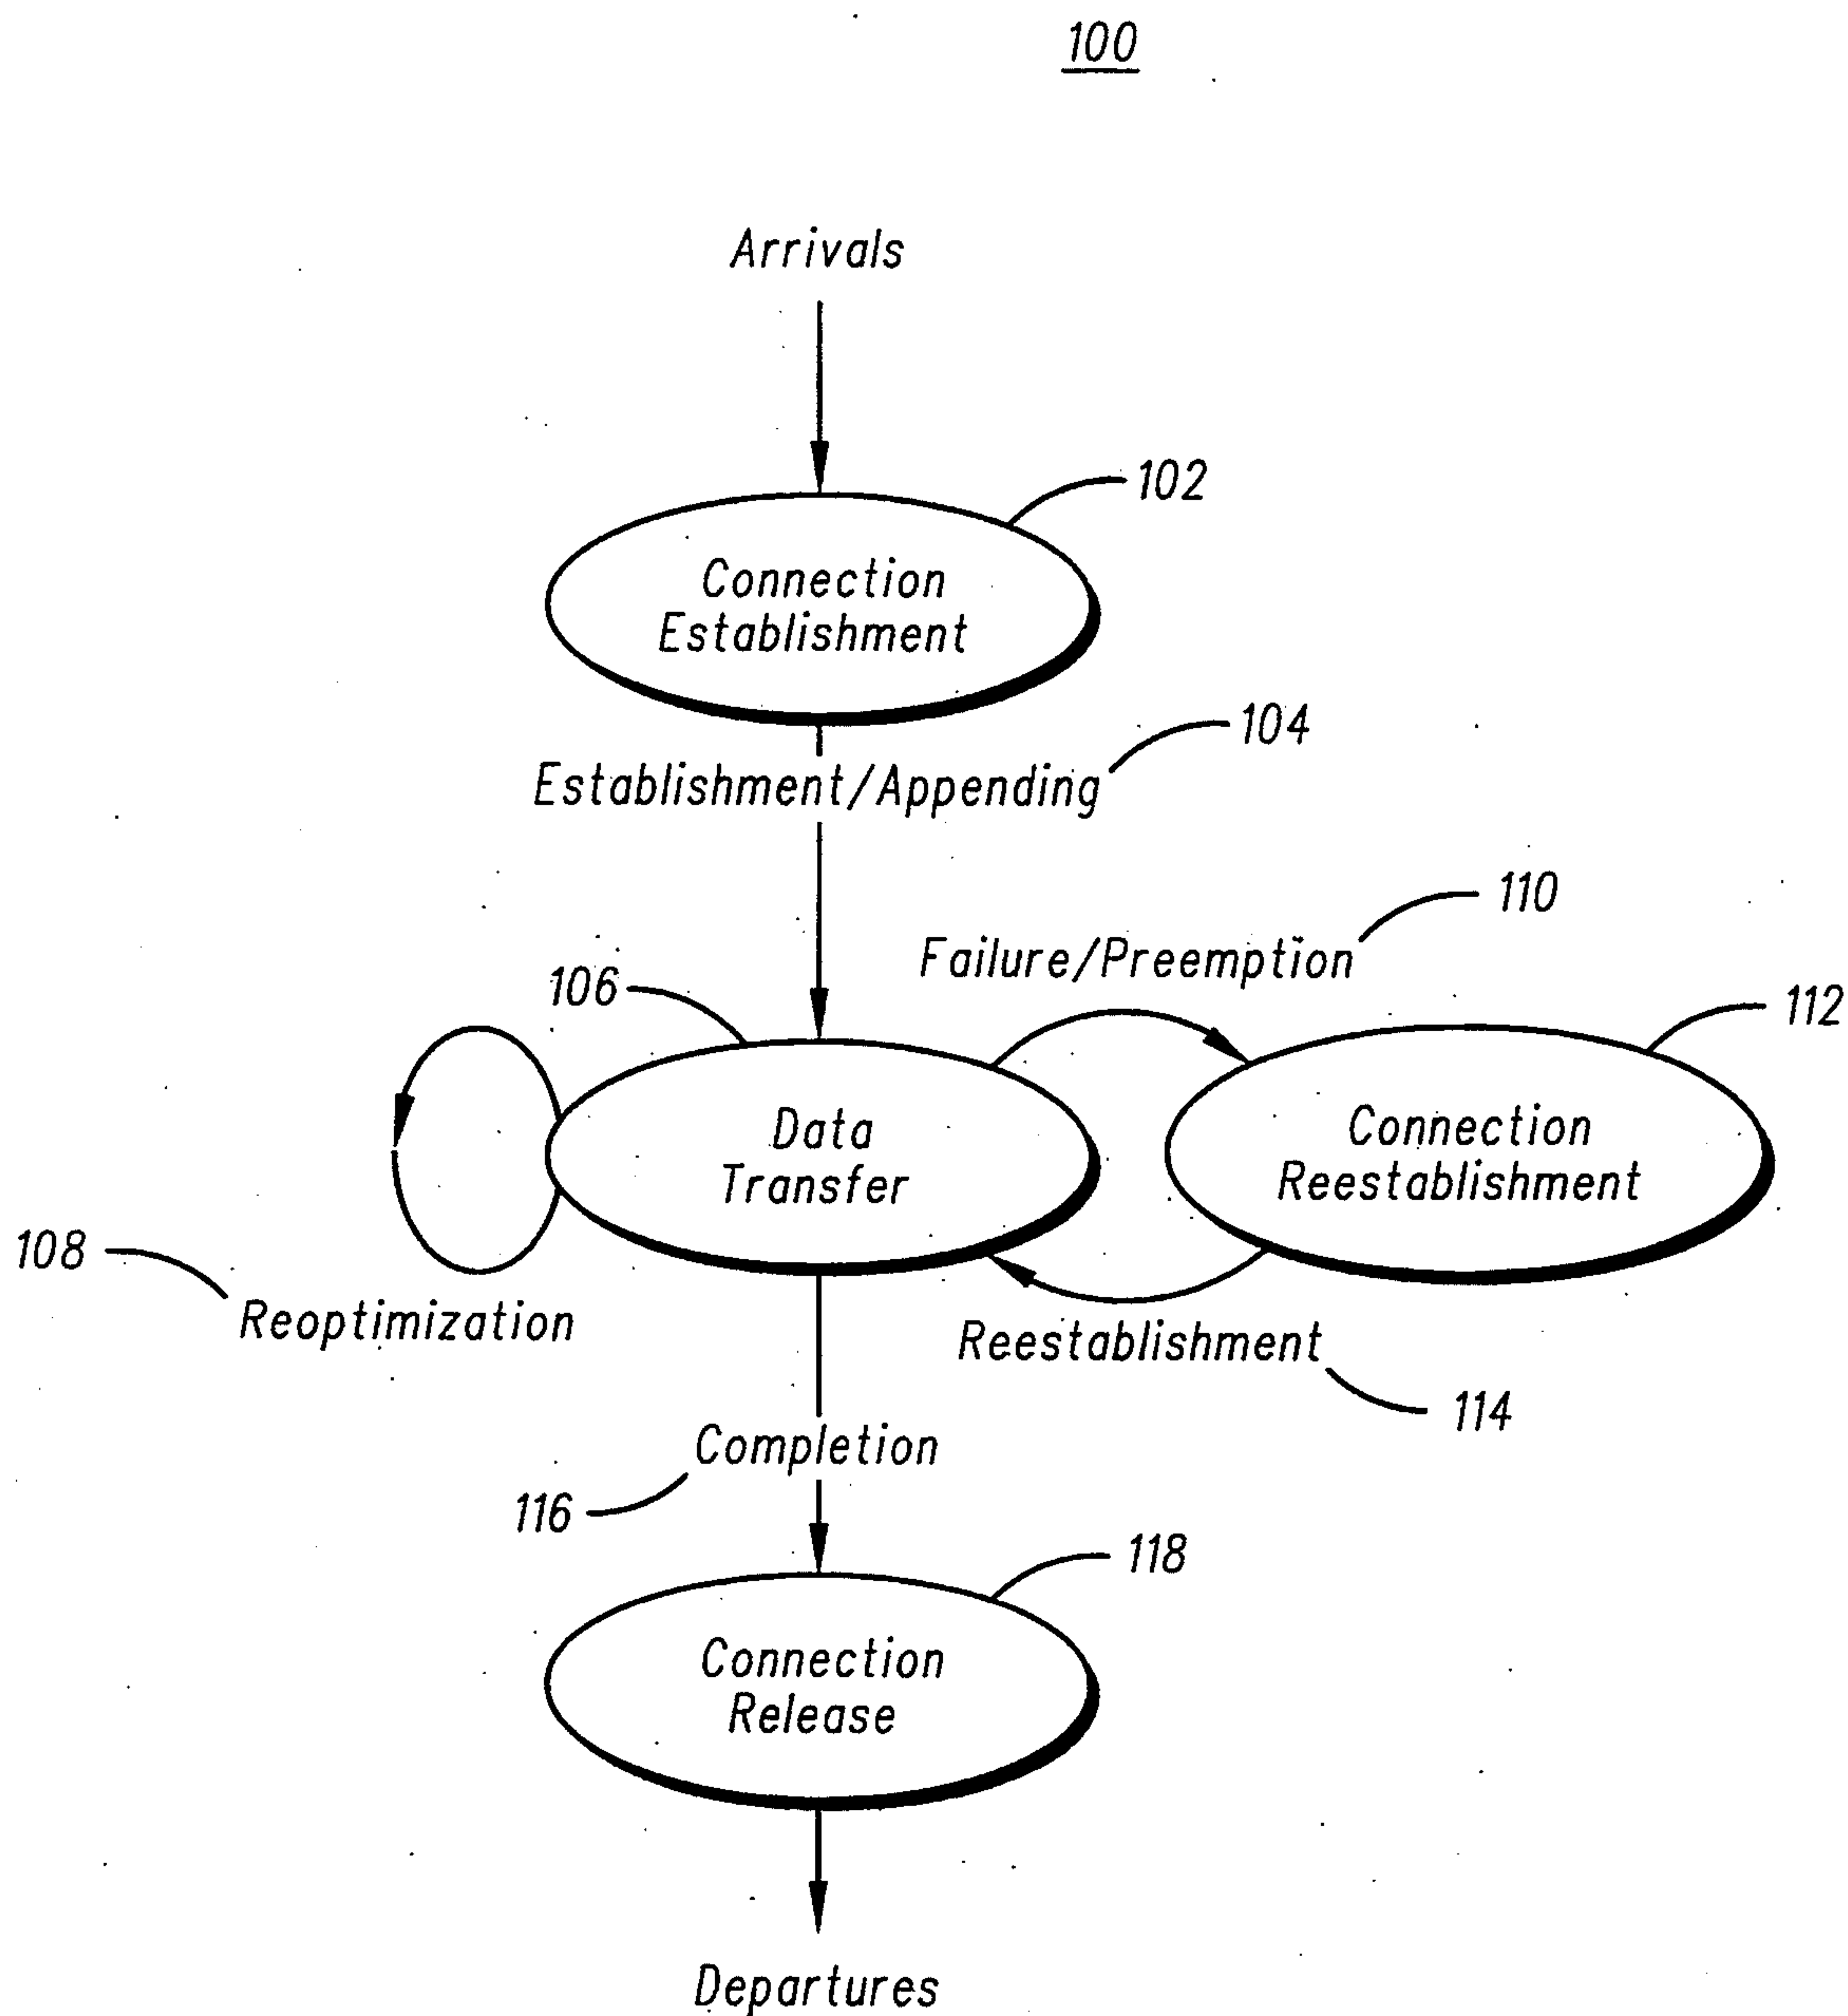 100
Arrivals
102
Connection
Establishment
104
Establishment/Appending
110
Failure/Preemption
106
112
Data
Transfer
Connection
Reestablishment
108
Reoptimization
Reestablishment
114
Completion
116
118
Connection
Release
Departures